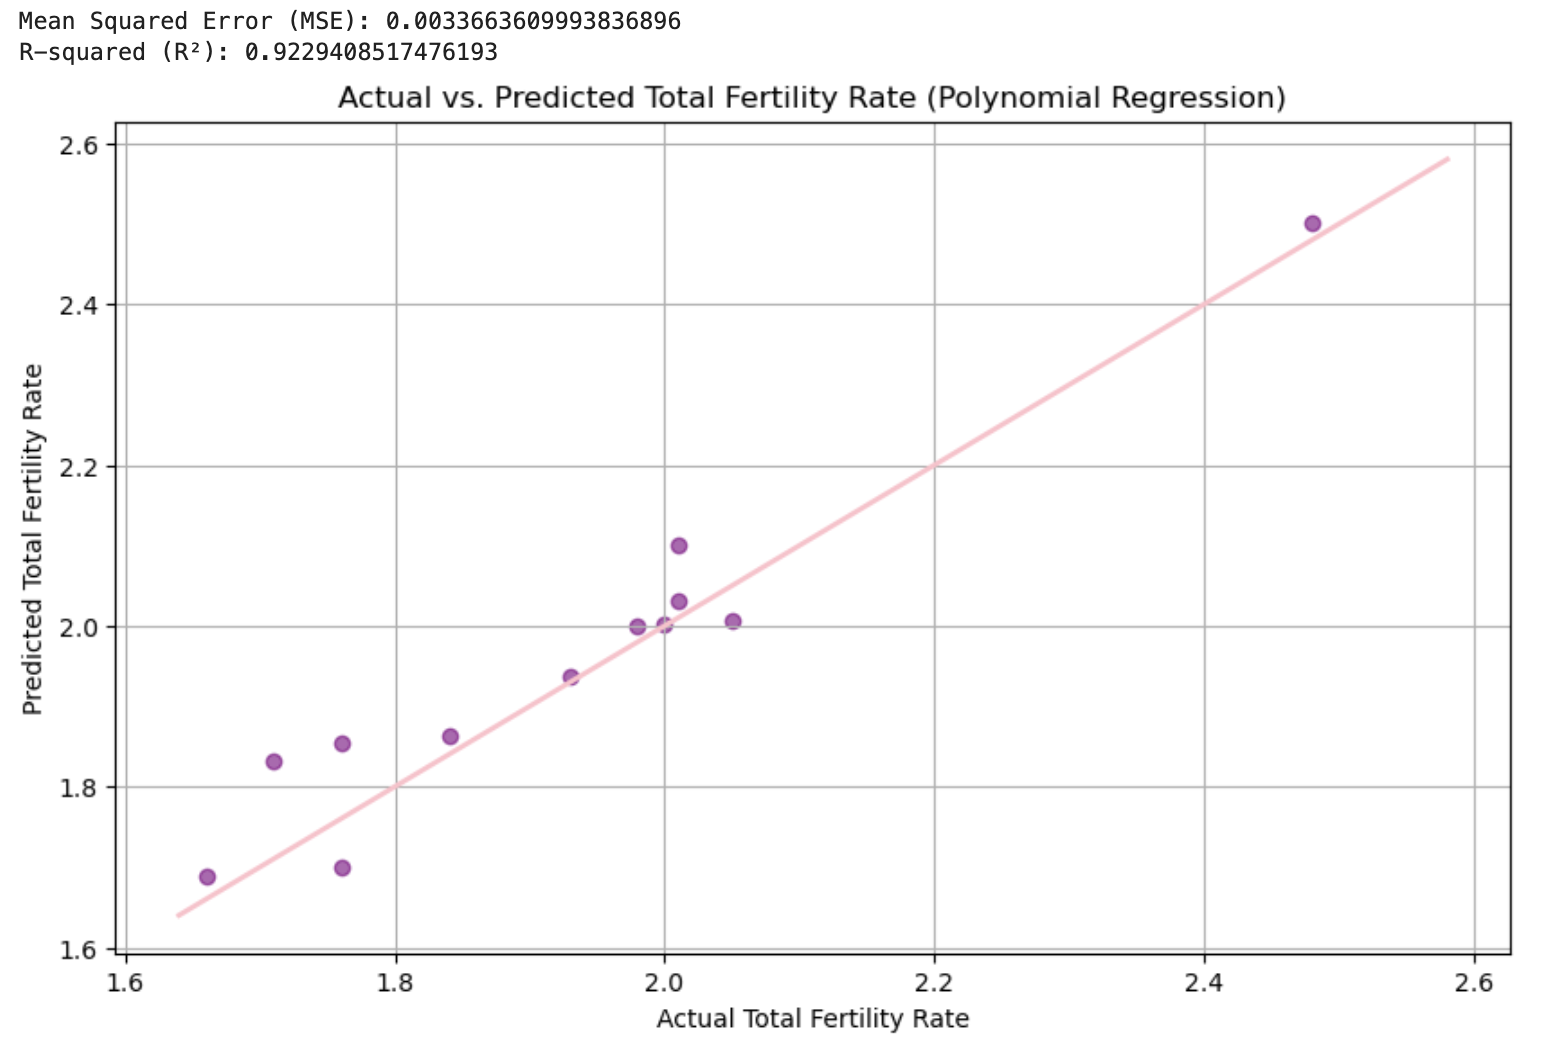 Mean Squared Error (MSE): 0.0033663609993836896
R-squared (R²): 0.9229408517476193
Actual vs. Predicted Total Fertility Rate (Polynomial Regression)
Predicted Total Fertility Rate
2.6
2.4
2.2
2.0
1.8
1.6
1.6 1.8 2.0 2.2 2.4 2.6
Actual Total Fertility Rate